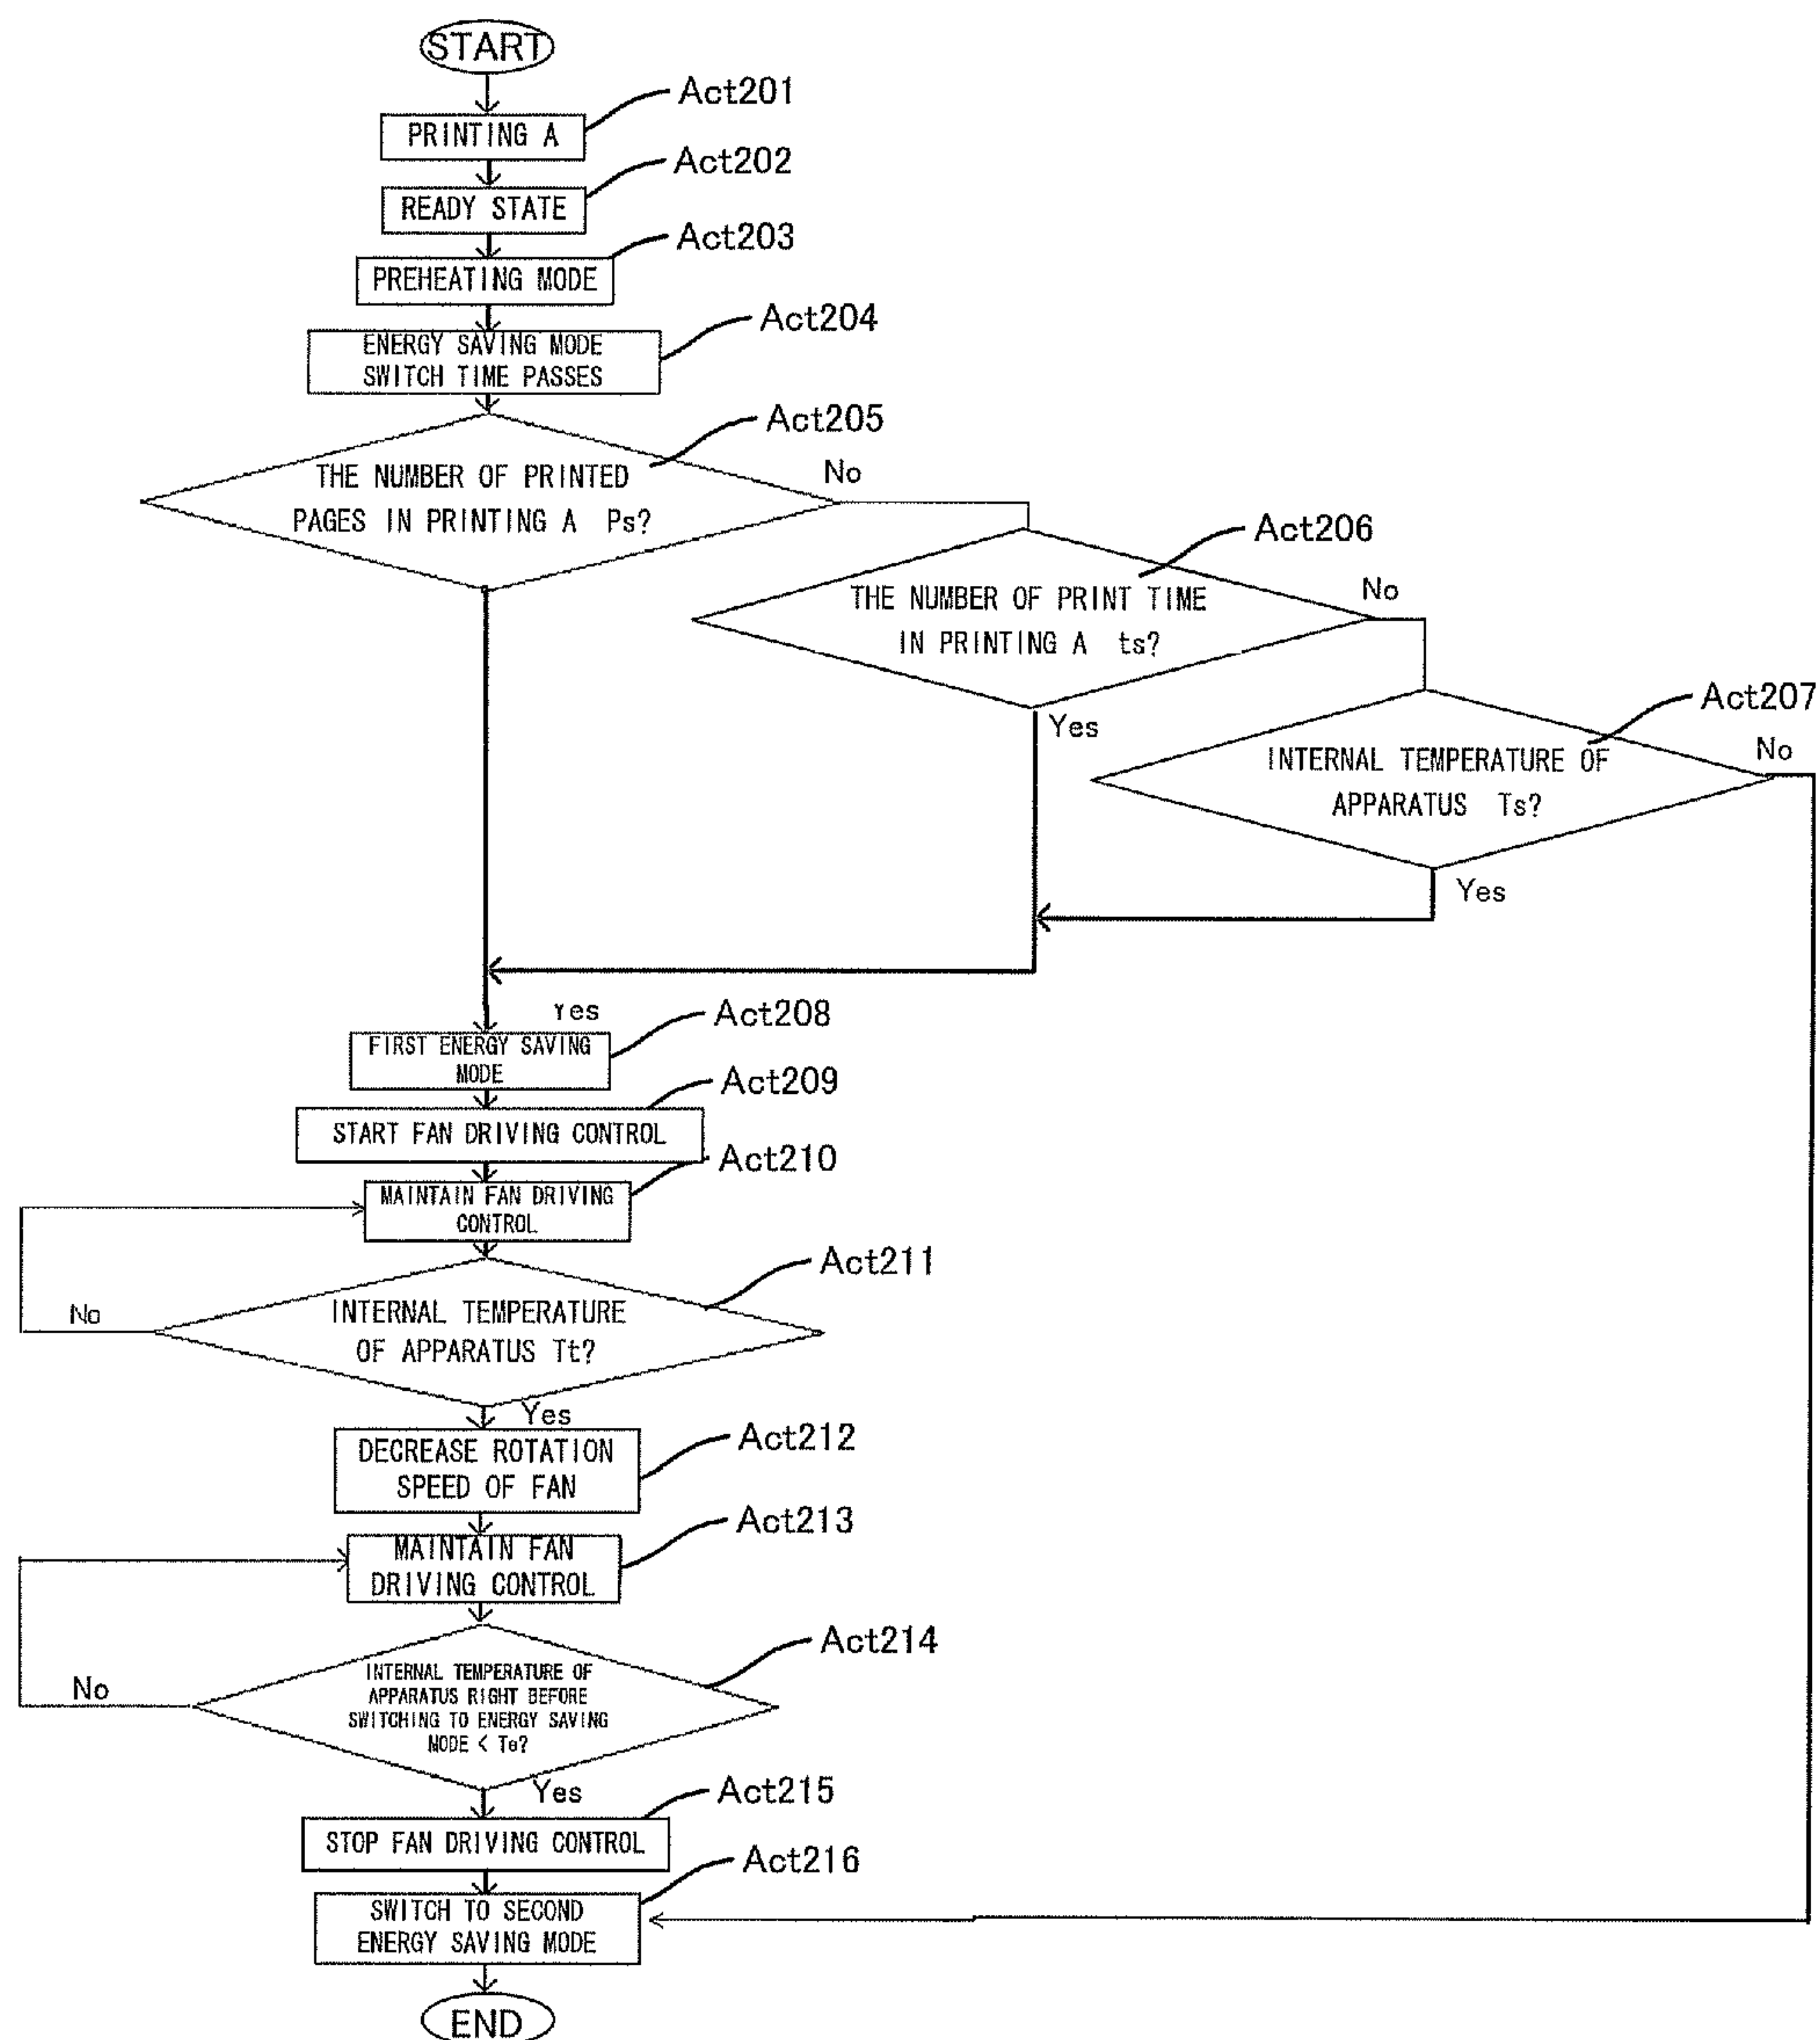 START
Act201
PRINTING A
Act202
READY STATE
Act203
PREHEATING MODE
Act204
ENERGY SAVING MODE
SWITCH TIME PASSES
Act205
THE NUMBER OF PRINTED
PAGES IN PRINTING A Ps?
No
Act206
THE NUMBER OF PRINT TIME
IN PRINTING A ts?
No
Yes
Act207
INTERNAL TEMPERATURE OF
APPARATUS Ts?
No
Yes
Yes
Act208
FIRST ENERGY SAVING
MODE
Act209
START FAN DRIVING CONTROL
Act210
MAINTAIN FAN DRIVING
CONTROL
Act211
INTERNAL TEMPERATURE
OF APPARATUS Tt?
No
Yes
Act212
DECREASE ROTATION
SPEED OF FAN
Act213
MAINTAIN FAN
DRIVING CONTROL
Act214
INTERNAL TEMPERATURE OF
APPARATUS RIGHT BEFORE
SWITCHING TO ENERGY SAVING
MODE < Te?
No
Yes
Act215
STOP FAN DRIVING CONTROL
Act216
SWITCH TO SECOND
ENERGY SAVING MODE
END